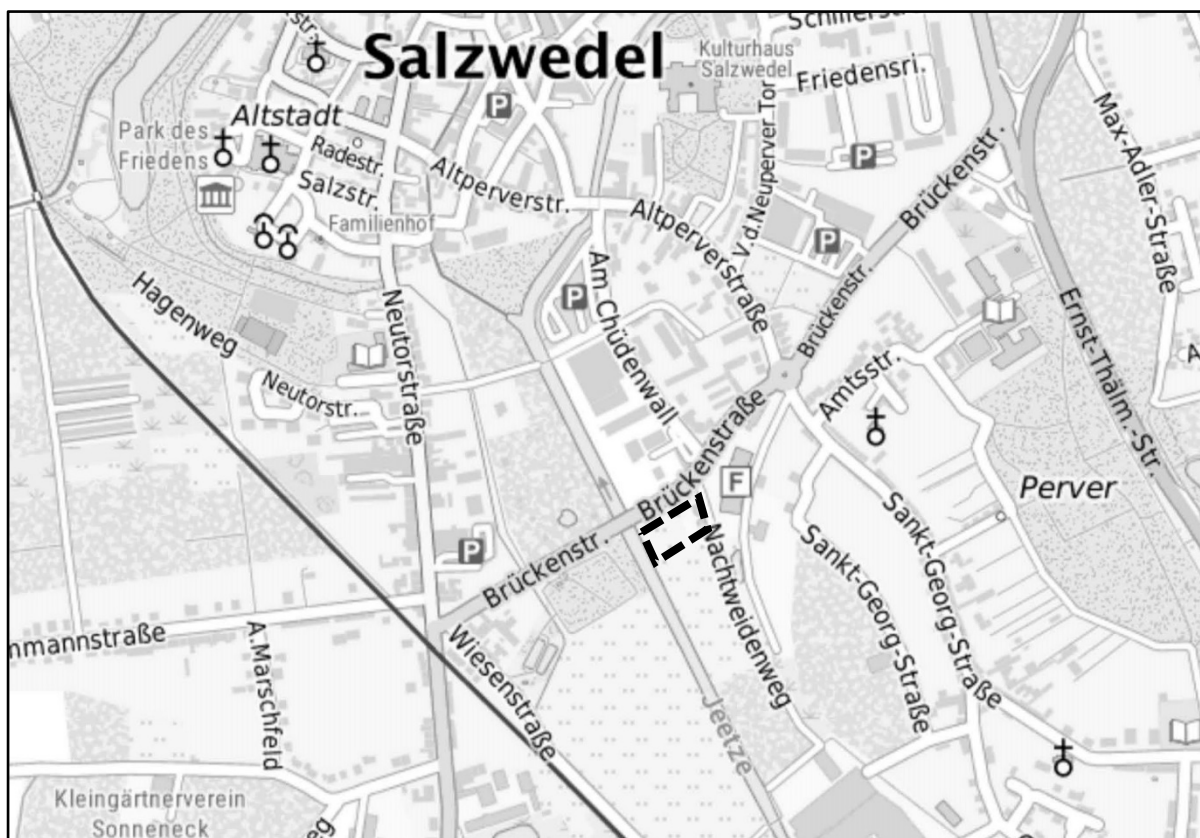 Salzwedel
Kulturhaus
Salzwedel
Friedensri.
Altstadt
Park des
Friedens
Radestr.
Salzstr.
Familienhof
Altperverstr.
Altperverstraße
V.d.Neuperver Tor
Brückenstr.
Max-Adler-Straße
Hagenweg
Neutorstraße
Neutorstr.
Am Chüdenwall
Brückenstr.
Amtsstr.
Ernst-Thälm.-Str.
Brückenstraße
Perver
Brückenstr.
Nachtweidenweg
Sankt-Georg-Straße
Sankt-Georg-Straße
nmannstraße
A.Marschfeld
Wiesenstraße
Jeetze
Kleingärtnerverein
Sonneneck
P
P
P
P
P
F